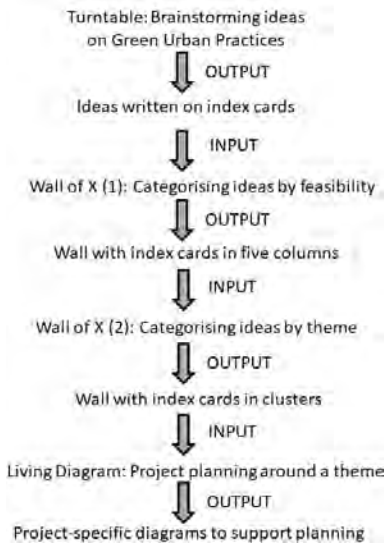 Turntable: Brainstorming ideas
on Green Urban Practices
OUTPUT
Ideas written on index cards
INPUT
Wall of X (1): Categorising ideas by feasibility
OUTPUT
Wall with index cards in five columns
INPUT
Wall of X (2): Categorising ideas by theme
OUTPUT
Wall with index cards in clusters
INPUT
Living Diagram: Project planning around a theme
OUTPUT
Project-specific diagrams to support planning